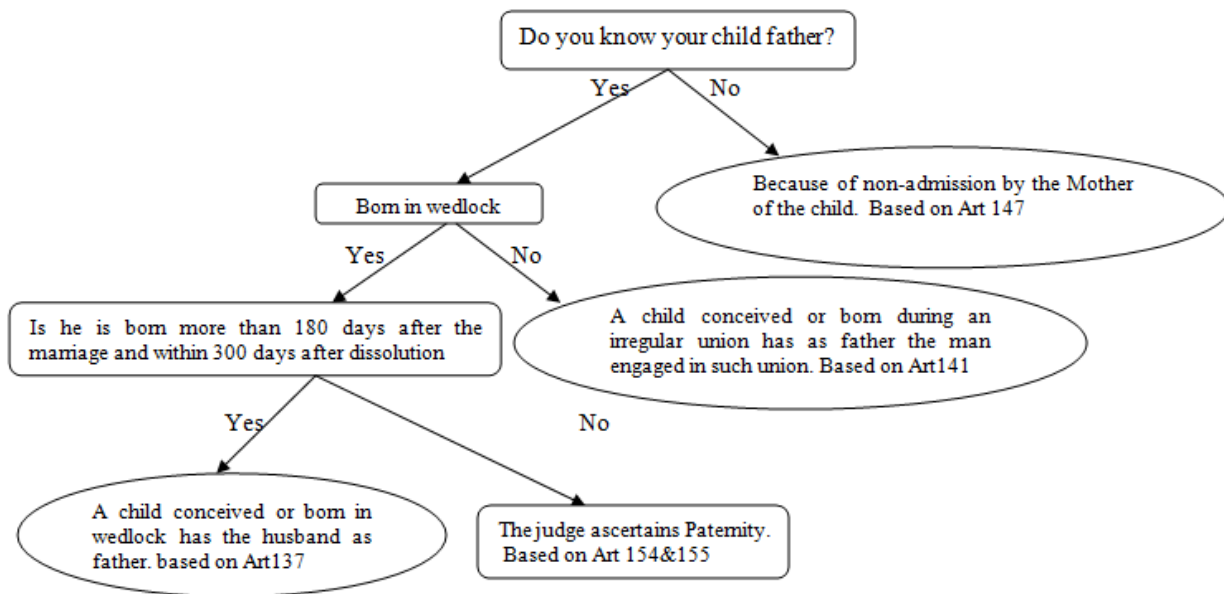 Do you know your child father?
Yes
No
Because of non-admission by the Mother
of the child. Based on Art 147
Born in wedlock
Yes
No
Is he is born more than 180 days after the
marriage and within 300 days after dissolution
A child conceived or born during an
irregular union has as father the man
engaged in such union. Based on Art141
Yes
No
A child conceived or born in
wedlock has the husband as
father. based on Art137
The judge ascertains Paternity.
Based on Art 154&155